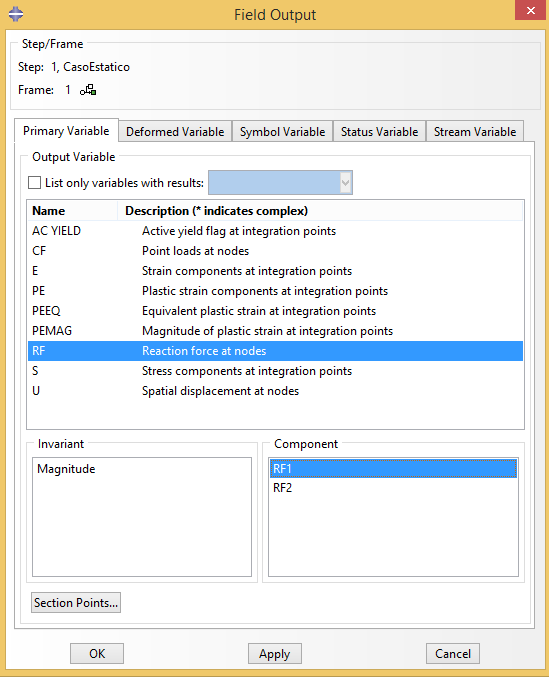 Field Output
Step/Frame
Step: 1, CasoEstatico
Frame: 1
Primary Variable Deformed Variable Symbol Variable Status Variable Stream Variable
Output Variable
List only variables with results:
Name Description (* indicates complex)
AC YIELD Active yield flag at integration points
CF Point loads at nodes
E Strain components at integration points
PE Plastic strain components at integration points
PEEQ Equivalent plastic strain at integration points
PEMAG Magnitude of plastic strain at integration points
RF Reaction force at nodes
S Stress components at integration points
U Spatial displacement at nodes
Invariant Component
Magnitude RF1
RF2
Section Points...
OK Apply Cancel